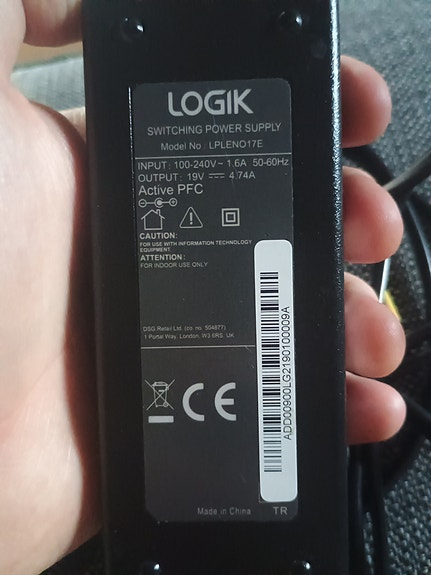 LOGIK
SWITCHING POWER SUPPLY
Model No : LPLENO17E
INPUT: 100-240V~ 1.6A 50-60Hz
OUTPUT: 19V ⎓ 4.74A
Active PFC
CAUTION:
FOR USE WITH INFORMATION TECHNOLOGY
EQUIPMENT.
ATTENTION :
FOR INDOOR USE ONLY
DSG Retail Ltd. (co. no. 504877)
1 Portal Way, London, W3 6RS UK
CE
ADD00900LG2190100009A
Made in China TR